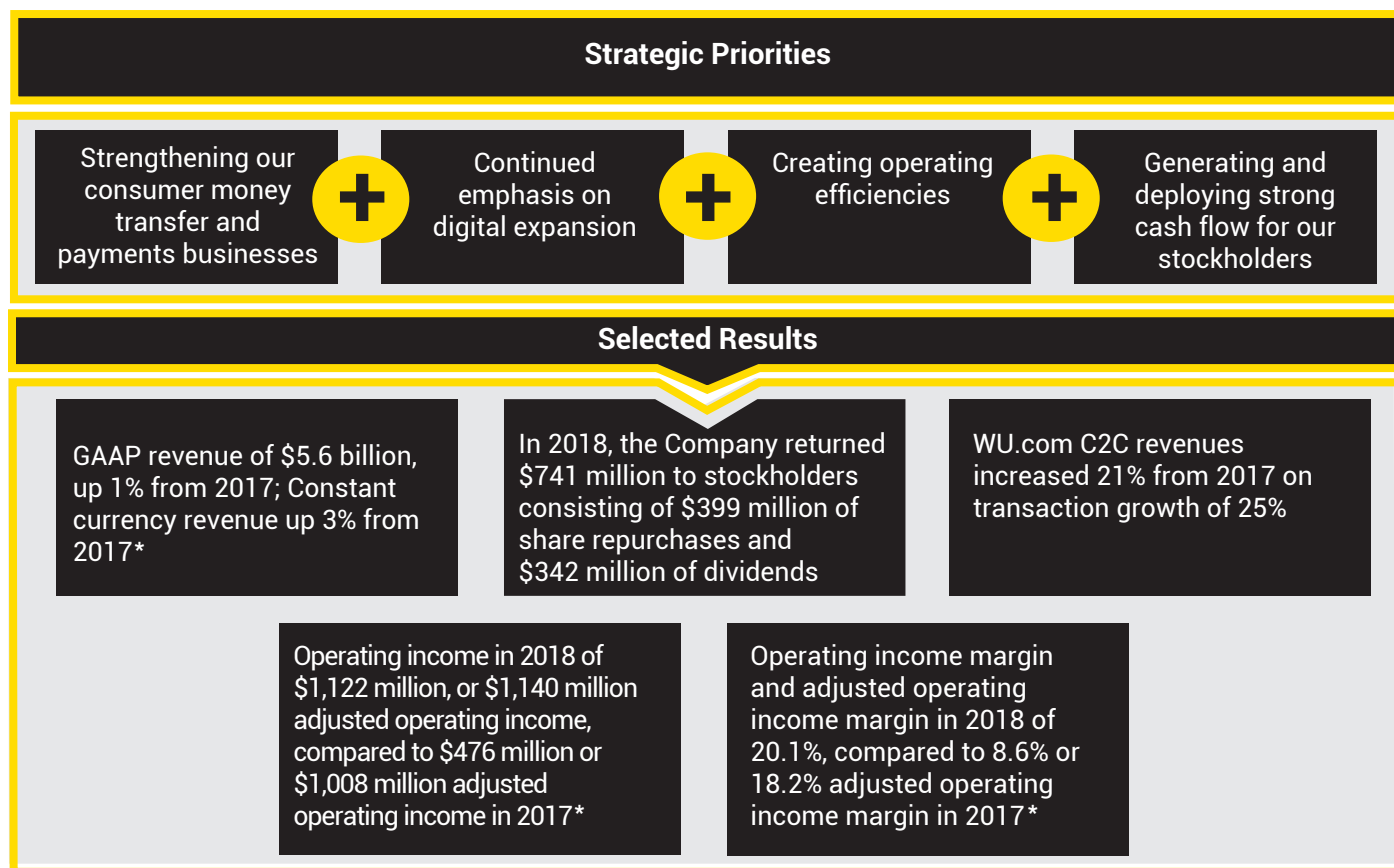 Strategic Priorities
Strengthening our
consumer money
transfer and
payments businesses
+
Continued
emphasis on
digital expansion
+
Creating operating
efficiencies
+
Generating and
deploying strong
cash flow for our
stockholders
Selected Results
GAAP revenue of $5.6 billion,
up 1% from 2017; Constant
currency revenue up 3% from
2017*
In 2018, the Company returned
$741 million to stockholders
consisting of $399 million of
share repurchases and
$342 million of dividends
WU.com C2C revenues
increased 21% from 2017 on
transaction growth of 25%
Operating income in 2018 of
$1,122 million, or $1,140 million
adjusted operating income,
compared to $476 million or
$1,008 million adjusted
operating income in 2017*
Operating income margin
and adjusted operating
income margin in 2018 of
20.1%, compared to 8.6% or
18.2% adjusted operating
income margin in 2017*